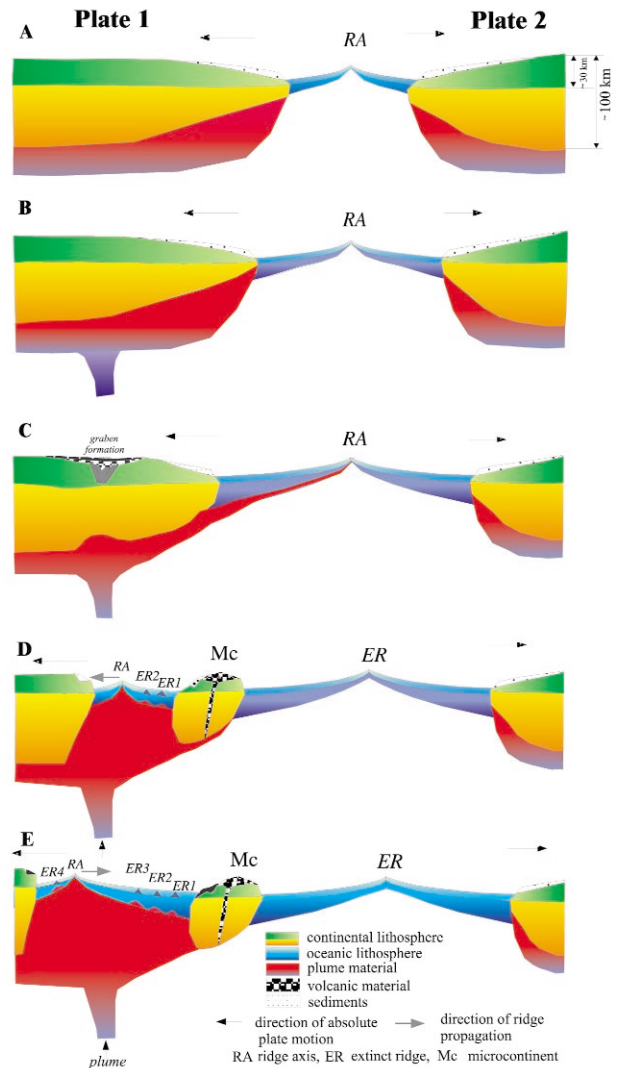 Plate 1 Plate 2
A
RA
~30 km
~100 km
B
RA
C
graben
formation
RA
D
RA
ER2
ER1
Mc
ER
E
ER4
RA
ER3
ER2
ER1
Mc
ER
continental lithosphere
oceanic lithosphere
plume material
volcanic material
sediments
direction of absolute
plate motion
direction of ridge
propagation
RA ridge axis, ER extinct ridge, Mc microcontinent
plume